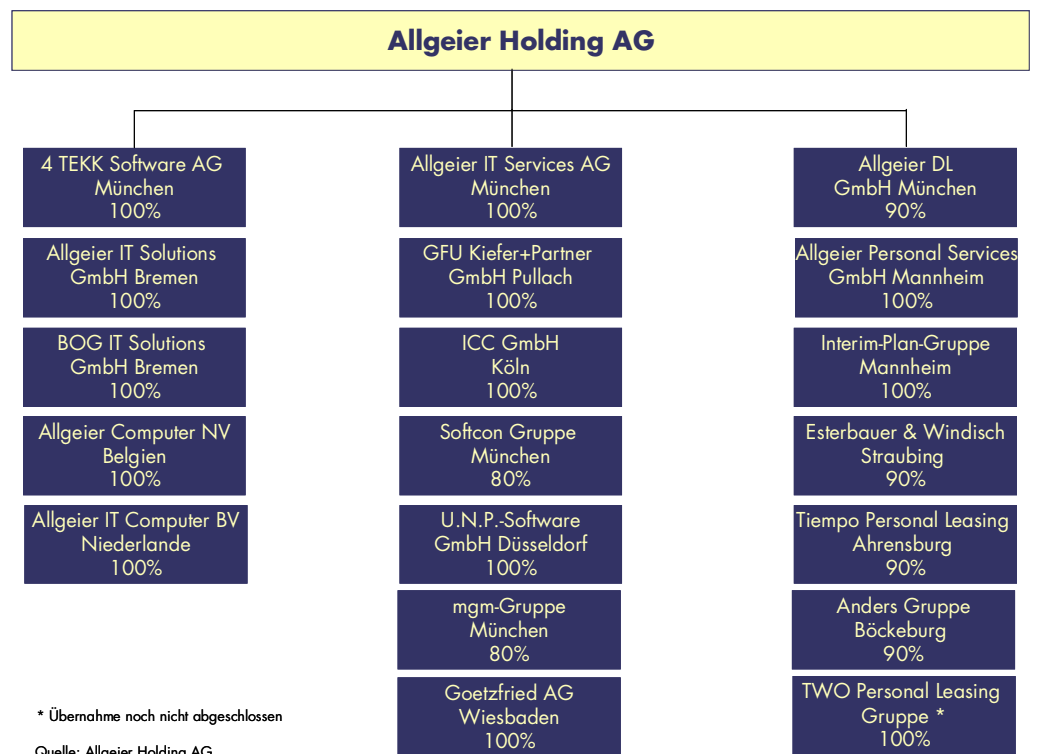 Allgeier Holding AG
4 TEKK Software AG
München
100%
Allgeier IT Solutions
GmbH Bremen
100%
BOG IT Solutions
GmbH Bremen
100%
Allgeier Computer NV
Belgien
100%
Allgeier IT Computer BV
Niederlande
100%
Allgeier IT Services AG
München
100%
GFU Kiefer+Partner
GmbH Pullach
100%
ICC GmbH
Köln
100%
Softcon Gruppe
München
80%
U.N.P.-Software
GmbH Düsseldorf
100%
mgm-Gruppe
München
80%
Goetzfried AG
Wiesbaden
100%
Allgeier DL
GmbH München
90%
Allgeier Personal Services
GmbH Mannheim
100%
Interim-Plan-Gruppe
Mannheim
100%
Esterbauer & Windisch
Straubing
90%
Tiempo Personal Leasing
Ahrensburg
90%
Anders Gruppe
Böckeburg
90%
TWO Personal Leasing
Gruppe *
100%
* Übernahme noch nicht abgeschlossen
Quelle: Allgeier Holding AG